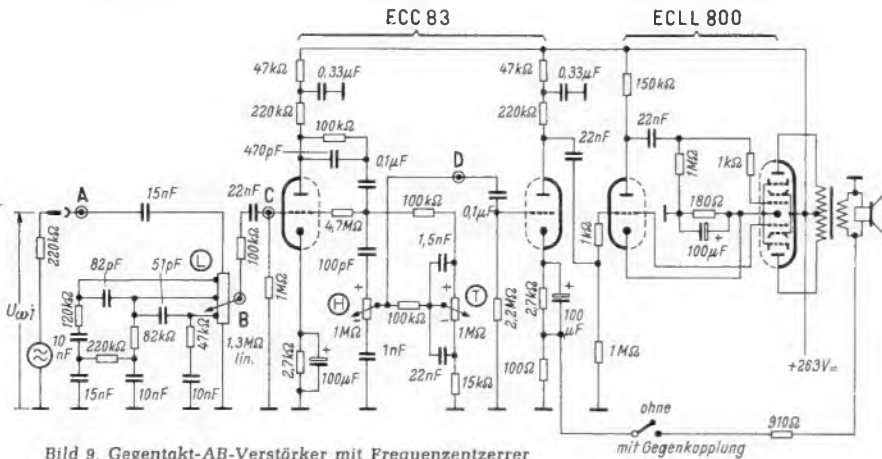 ECC 83
ECLL 800
47kΩ
0,33µF
220kΩ
100kΩ
470pF
0,1µF
D
47kΩ
0,33µF
220kΩ
22nF
0,1µF
150kΩ
22nF
1MΩ
1kΩ
180Ω
100µF
+
A
15nF
22nF
C
100kΩ
4,7MΩ
100kΩ
1,5nF
L
220kΩ
82pF
51pF
120kΩ
B
1MΩ
100pF
+
H
1MΩ
100kΩ
+
T
1MΩ
2,2MΩ
2,7kΩ
+
100
µF
1kΩ
1MΩ
10
nF
220kΩ
82kΩ
47kΩ
1,3MΩ
lin.
2,7kΩ
+
100µF
1nF
22nF
15kΩ
100Ω
15nF
10nF
10nF
+263V=
ohne
mit Gegenkopplung
910Ω
Bild 9. Gegentakt-AB-Verstärker mit Frequenzentzerrer